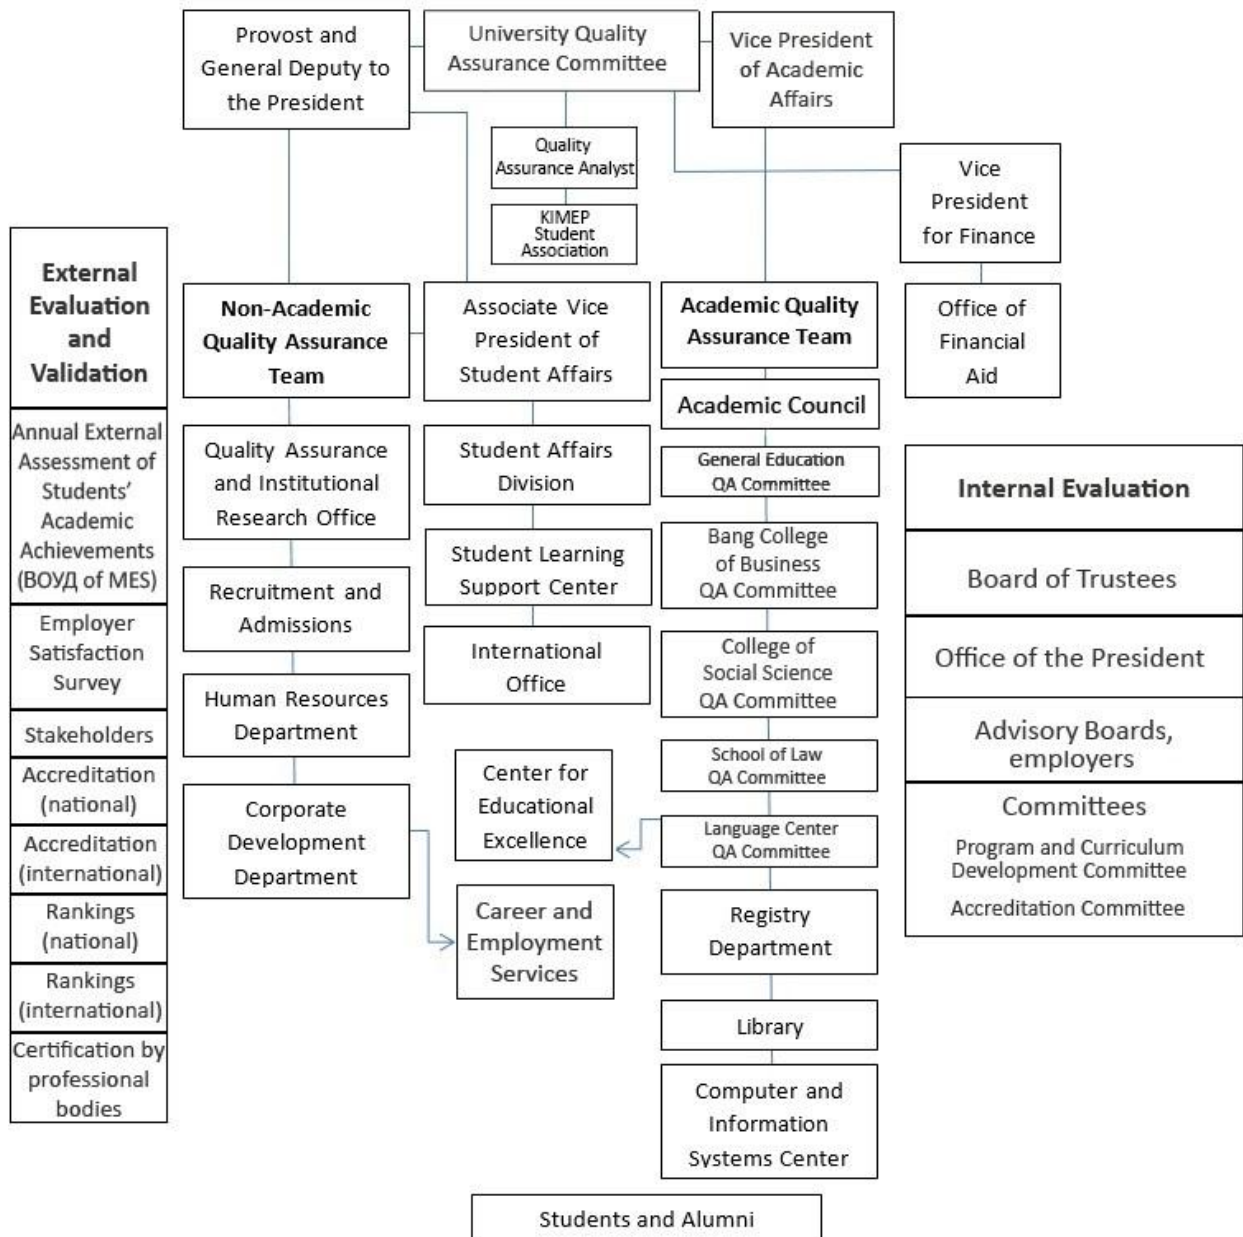 Provost and
General Deputy to
the President
University Quality
Assurance Committee
Vice President
of Academic
Affairs
Quality
Assurance Analyst
KIMEP
Student
Association
Vice
President
for Finance
External
Evaluation
and
Validation
Non-Academic
Quality Assurance
Team
Associate Vice
President of
Student Affairs
Academic Quality
Assurance Team
Office of
Financial
Aid
Academic Council
Annual External
Assessment of
Students’
Academic
Achievements
(ВОУД of MES)
Quality Assurance
and Institutional
Research Office
Student Affairs
Division
General Education
QA Committee
Internal Evaluation
Student Learning
Support Center
Bang College
of Business
QA Committee
Board of Trustees
Employer
Satisfaction
Survey
Recruitment and
Admissions
International
Office
College of
Social Science
QA Committee
Office of the President
Stakeholders
Human Resources
Department
Advisory Boards,
employers
Accreditation
(national)
Center for
Educational
Excellence
School of Law
QA Committee
Committees
Program and Curriculum
Development Committee
Accreditation Committee
Accreditation
(international)
Corporate
Development
Department
Language Center
QA Committee
Rankings
(national)
Career and
Employment
Services
Registry
Department
Rankings
(international)
Library
Certification by
professional
bodies
Computer and
Information
Systems Center
Students and Alumni